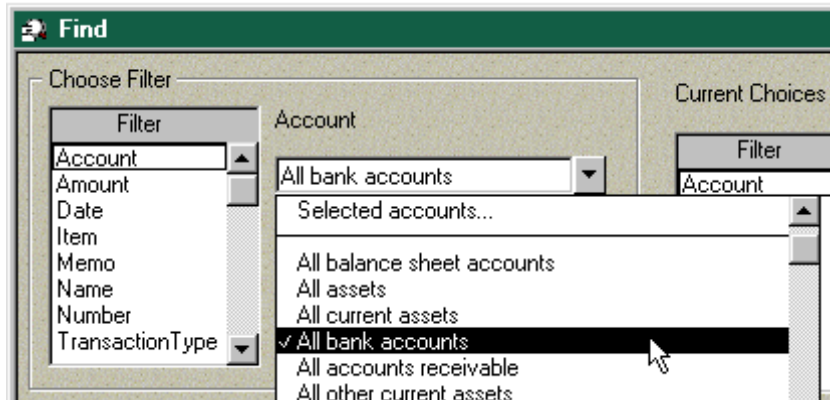 Find
Choose Filter
Filter
Account
Amount
Date
Item
Memo
Name
Number
TransactionType
Account
All bank accounts
Selected accounts...
All balance sheet accounts
All assets
All current assets
✓ All bank accounts
All accounts receivable
All other current assets
Current Choices
Filter
Account